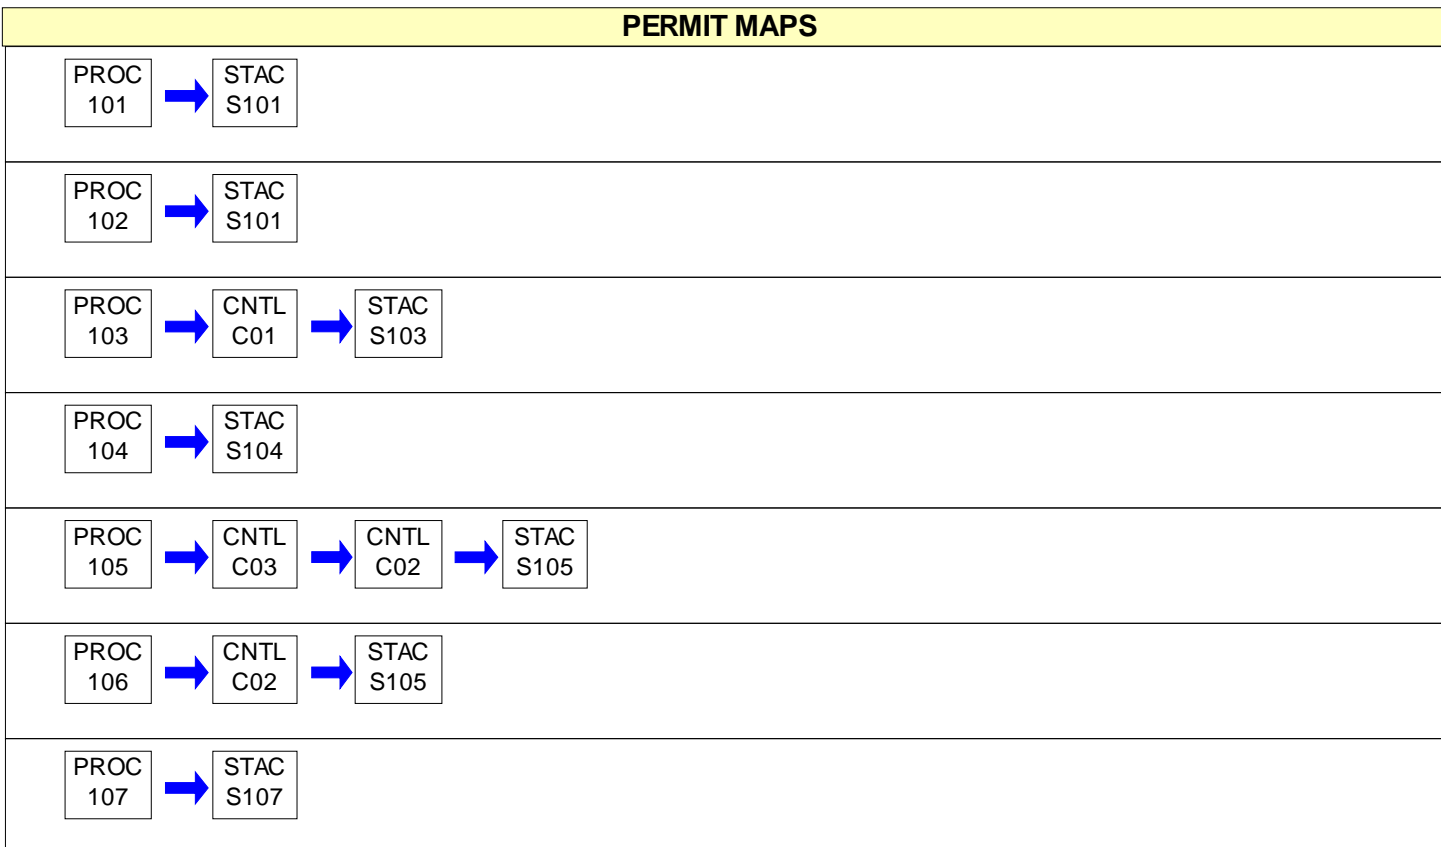 PERMIT MAPS
PROC STAC
101 S101
PROC STAC
102 S101
PROC CNTL STAC
103 C01 S103
PROC STAC
104 S104
PROC CNTL CNTL STAC
105 C03 C02 S105
PROC CNTL STAC
106 C02 S105
PROC STAC
107 S107